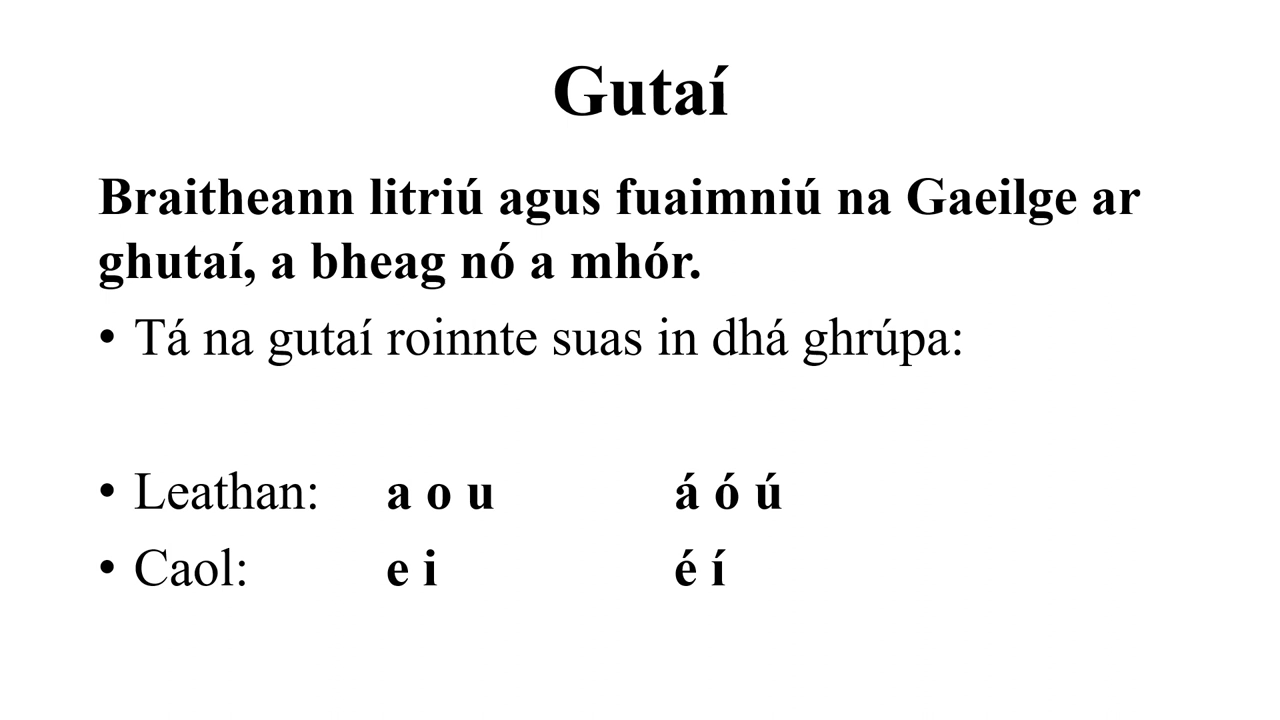 Gutaí
Braitheann litriú agus fuaimniú na Gaeilge ar
ghutaí, a bheag nó a mhór.
• Tá na gutaí roinnte suas in dhá ghrúpa:
• Leathan: a o u á ó ú
• Caol: e i é í